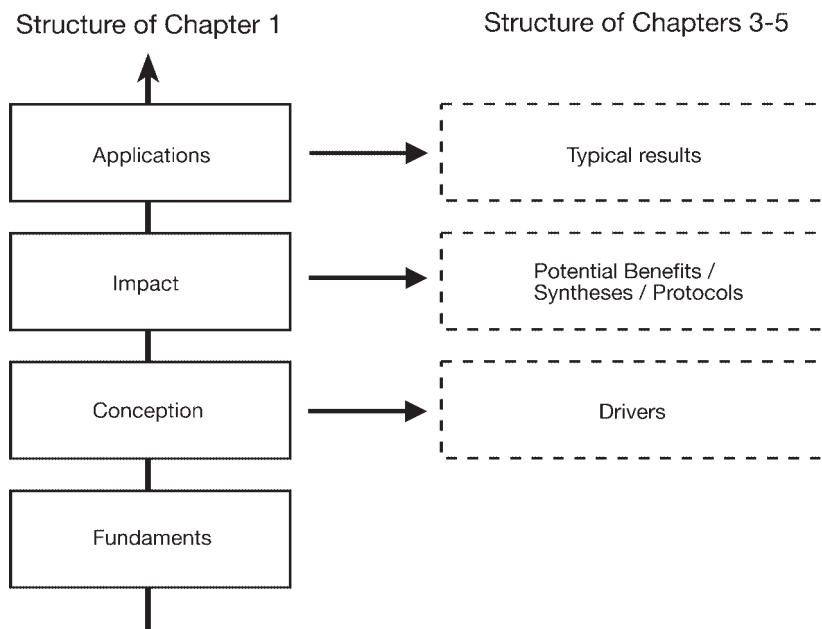 Structure of Chapter 1
Structure of Chapters 3-5
Applications
Typical results
Impact
Potential Benefits /
Syntheses / Protocols
Conception
Drivers
Fundaments